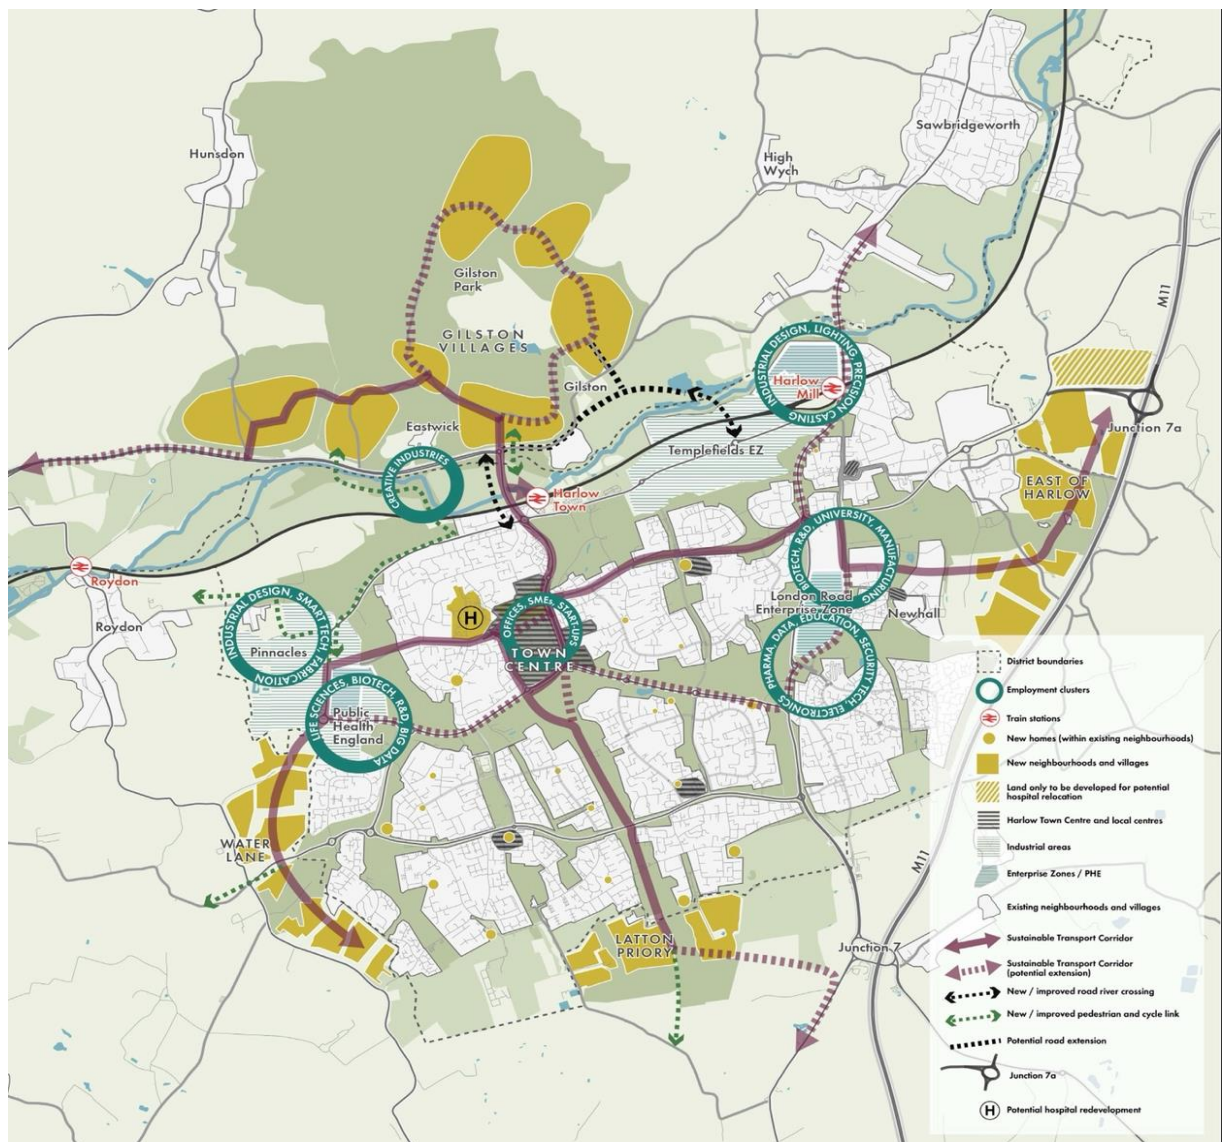 Hunsdon
Sawbridgeworth
High
Wych
M11
Gilston
Park
GILSTON
VILLAGES
INDUSTRIAL DESIGN, LIGHTING, PRECISION CASTING
Harlow
Mill
Gilston
Eastwick
Junction 7a
Templefields EZ
CREATIVE INDUSTRIES
EAST OF
HARLOW
Harlow
Town
BIOTECH, R&D, UNIVERSITY, MANUFACTURING
Roydon
London Road
Enterprise Zone
Newhall
INDUSTRIAL DESIGN, SMART TECH, FABRICATION
Pinnacles
Roydon
H
OFFICES, SMEs, START-UPS
TOWN
CENTRE
PHARMA, DATA, EDUCATION, SECURITY TECH, ELECTRONICS
LIFE SCIENCES, BIOTECH, R&D, BIG DATA
Public
Health
England
WATER
LANE
M11
LATTON
PRIORY
Junction 7
District boundaries
Employment clusters
Train stations
New homes (within existing neighbourhoods)
New neighbourhoods and villages
Land only to be developed for potential
hospital relocation
Harlow Town Centre and local centres
Industrial areas
Enterprise Zones / PHE
Existing neighbourhoods and villages
Sustainable Transport Corridor
Sustainable Transport Corridor
(potential extension)
New / improved road river crossing
New / improved pedestrian and cycle link
Potential road extension
Junction 7a
H
Potential hospital redevelopment